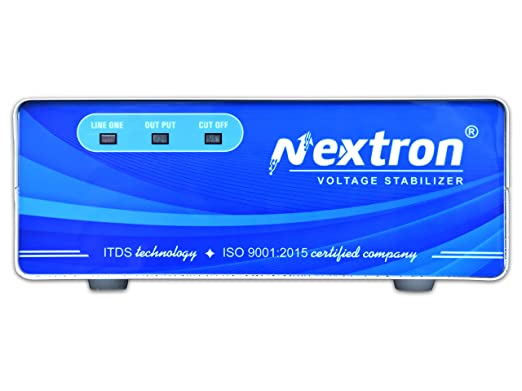 LINE ONE OUT PUT CUT OFF
Nextron®
VOLTAGE STABILIZER
ITDS technology ✦ ISO 9001:2015 certified company